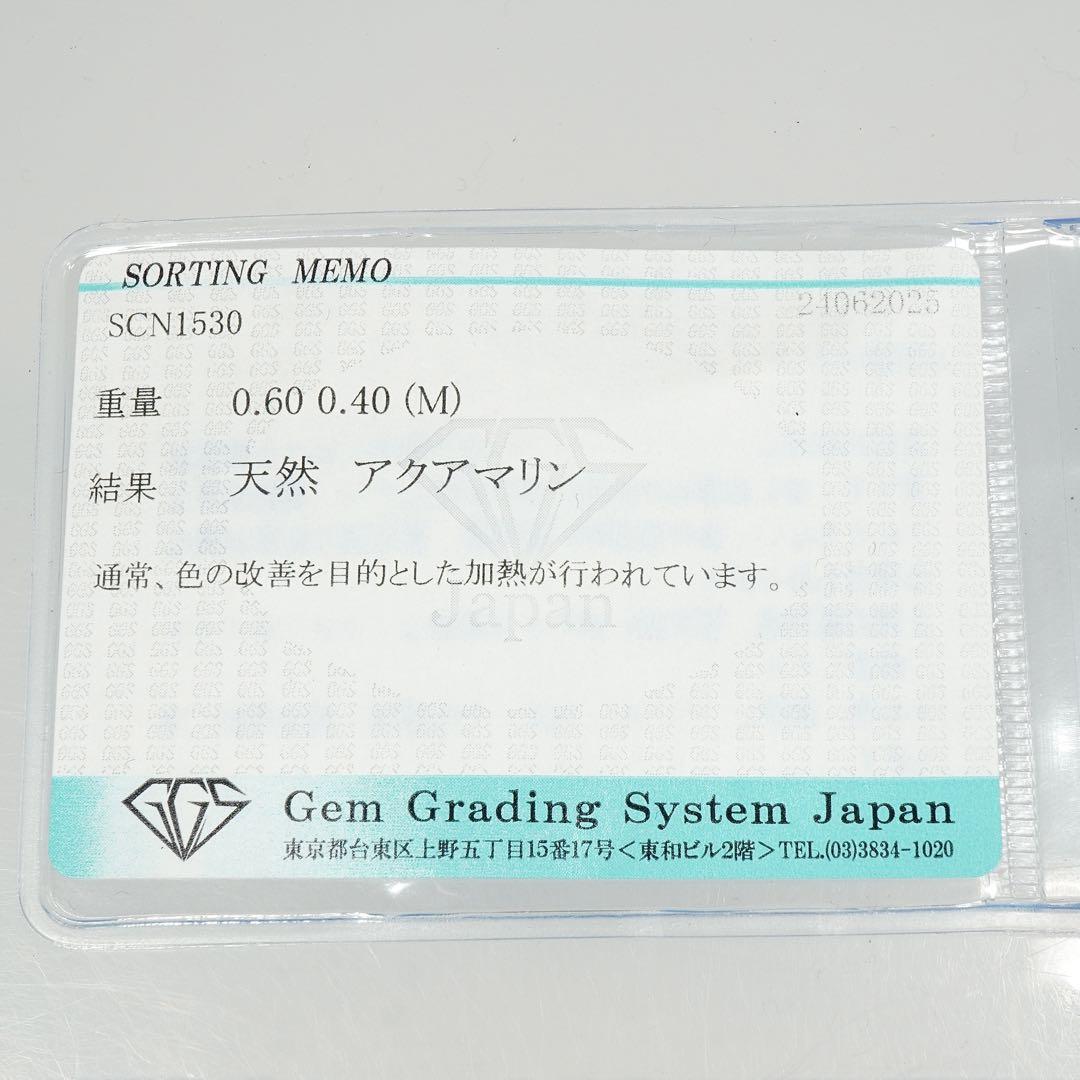 SORTING MEMO
24062025
SCN1530
重量 0.60 0.40 (M)
結果 天然 アクアマリン
通常、色の改善を目的とした加熱が行われています。
Japan
GGS Gem Grading System Japan
東京都台東区上野五丁目15番17号<東和ビル2階>TEL.(03)3834-1020